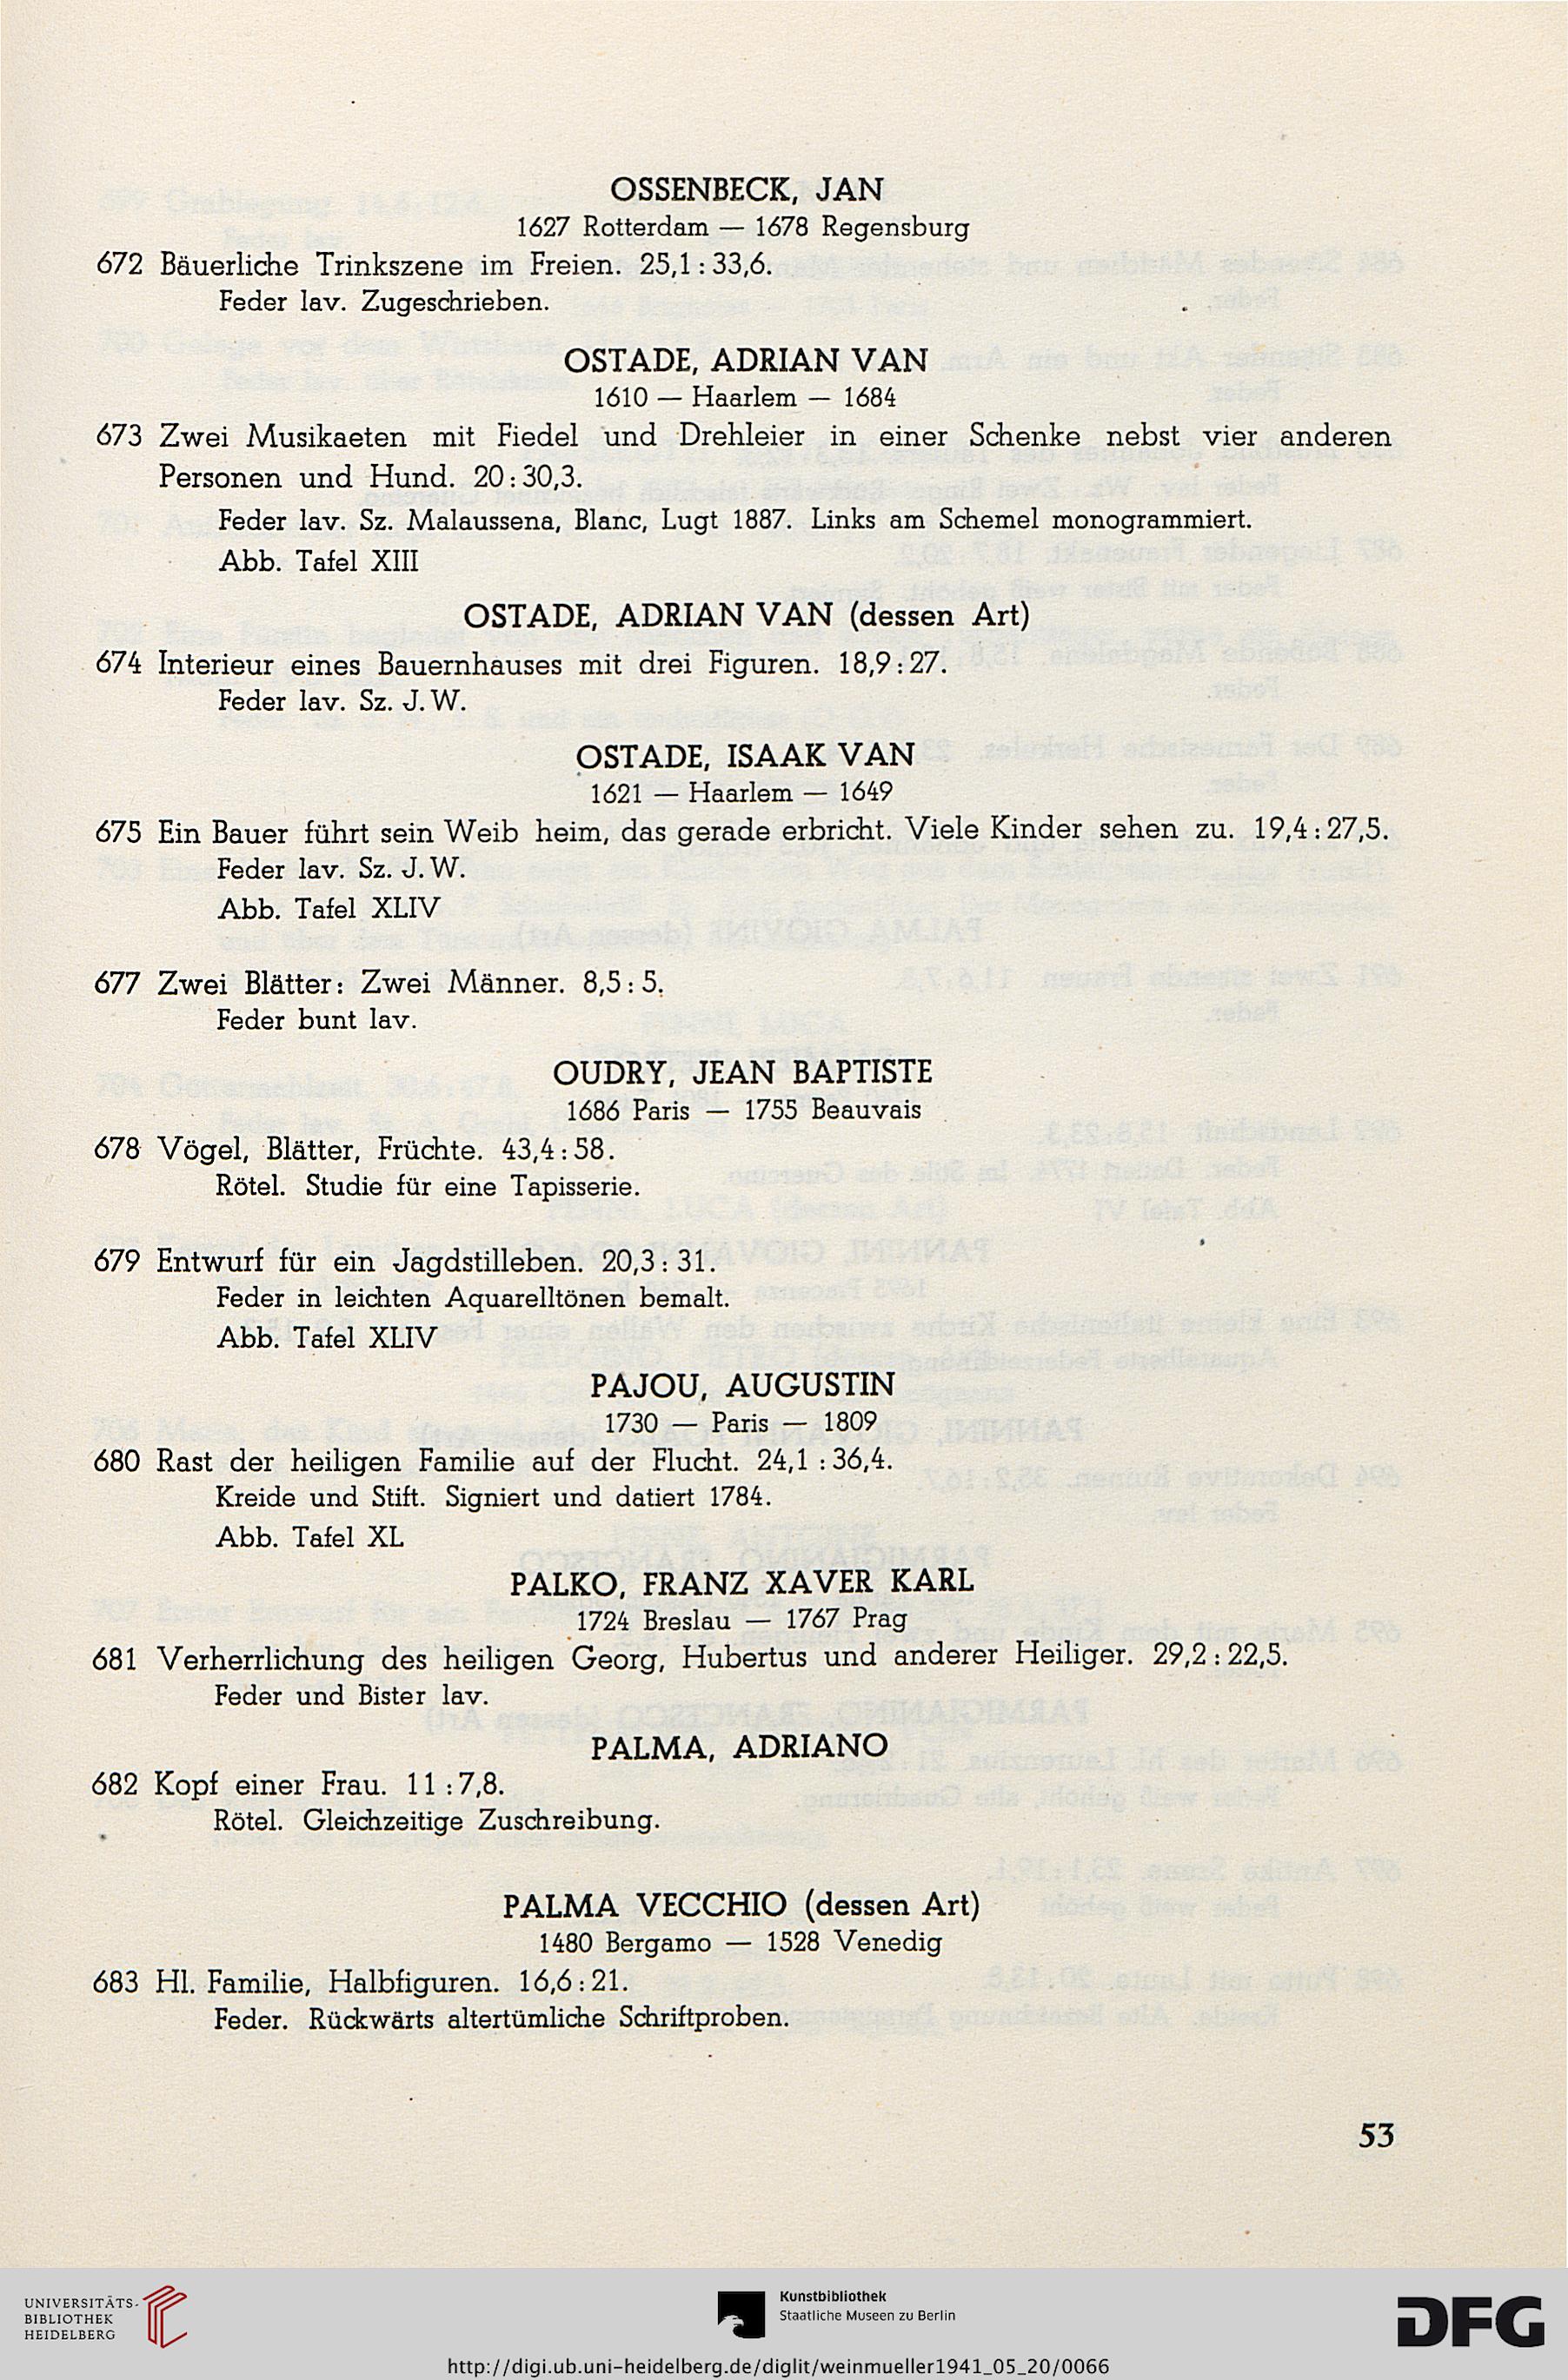 OSSENBECK, JAN
1627 Rotterdam — 1678 Regensburg
672 Bäuerliche Trinkszene im Freien. 25,1 : 33,6.
Feder lav. Zugeschrieben.
OSTADE, ADRIAN VAN
1610 — Haarlem — 1684
673 Zwei Musikaeten mit Fiedel und Drehleier in einer Schenke nebst vier anderen
Personen und Hund. 20 : 30,3.
Feder lav. Sz. Malaussena, Blanc, Lugt 1887. Links am Schemel monogrammiert.
Abb. Tafel XIII
OSTADE, ADRIAN VAN (dessen Art)
674 Interieur eines Bauernhauses mit drei Figuren. 18,9 : 27.
Feder lav. Sz. J. W.
OSTADE, ISAAK VAN
1621 — Haarlem — 1649
675 Ein Bauer führt sein Weib heim, das gerade erbricht. Viele Kinder sehen zu. 19,4 : 27,5.
Feder lav. Sz. J. W.
Abb. Tafel XLIV
677 Zwei Blätter: Zwei Männer. 8,5 : 5.
Feder bunt lav.
OUDRY, JEAN BAPTISTE
1686 Paris — 1755 Beauvais
678 Vögel, Blätter, Früchte. 43,4 : 58.
Rötel. Studie für eine Tapisserie.
679 Entwurf für ein Jagdstilleben. 20,3 : 31.
Feder in leichten Aquarelltönen bemalt.
Abb. Tafel XLIV
PAJOU, AUGUSTIN
1730 — Paris — 1809
680 Rast der heiligen Familie auf der Flucht. 24,1 : 36,4.
Kreide und Stift. Signiert und datiert 1784.
Abb. Tafel XL
PALKO, FRANZ XAVER KARL
1724 Breslau — 1767 Prag
681 Verherrlichung des heiligen Georg, Hubertus und anderer Heiliger. 29,2 : 22,5.
Feder und Bister lav.
PALMA, ADRIANO
682 Kopf einer Frau. 11 : 7,8.
Rötel. Gleichzeitige Zuschreibung.
PALMA VECCHIO (dessen Art)
1480 Bergamo — 1528 Venedig
683 Hl. Familie, Halbfiguren. 16,6 : 21.
Feder. Rückwärts altertümliche Schriftproben.
53
UNIVERSITÄTS-
BIBLIOTHEK
HEIDELBERG
Kunstbibliothek
Staatliche Museen zu Berlin
DFG
http://digi.ub.uni-heidelberg.de/diglit/weinmueller1941_05_20/0066